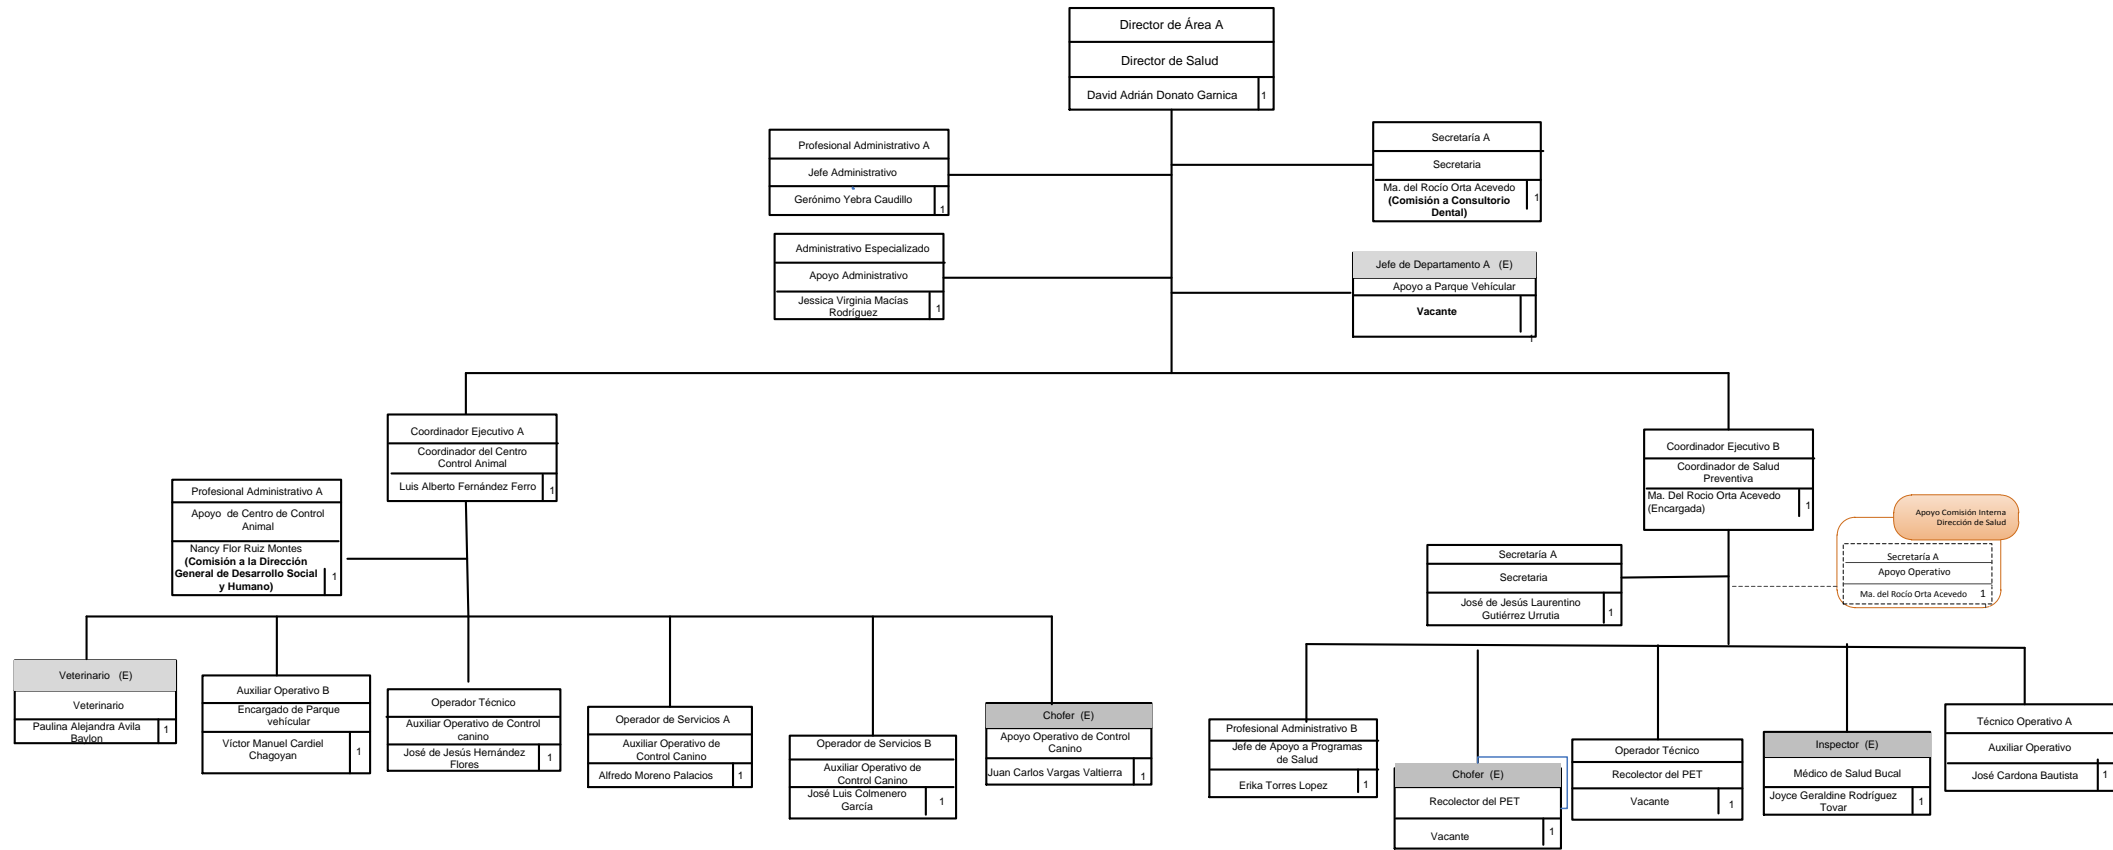 Director de Área A
Director de Salud
David Adrián Donato Garnica 1
Profesional Administrativo A
Jefe Administrativo
Gerónimo Yebra Caudillo 1
Secretaría A
Secretaria
Ma. del Rocío Orta Acevedo
(Comisión a Consultorio
Dental)
1
Administrativo Especializado
Apoyo Administrativo
Jessica Virginia Macías
Rodríguez
1
Jefe de Departamento A (E)
Apoyo a Parque Vehícular
Vacante
1
Coordinador Ejecutivo A
Coordinador del Centro
Control Animal
Luis Alberto Fernández Ferro 1
Coordinador Ejecutivo B
Coordinador de Salud
Preventiva
Ma. Del Rocio Orta Acevedo
(Encargada)
1
Profesional Administrativo A
Apoyo de Centro de Control
Animal
Nancy Flor Ruiz Montes
(Comisión a la Dirección
General de Desarrollo Social
y Humano)
1
Apoyo Comisión Interna
Dirección de Salud
Secretaría A
Apoyo Operativo
Ma. del Rocío Orta Acevedo 1
Secretaría A
Secretaria
José de Jesús Laurentino
Gutiérrez Urrutia
1
Veterinario (E)
Veterinario
Paulina Alejandra Avila
Baylon
1
Auxiliar Operativo B
Encargado de Parque
vehícular
Víctor Manuel Cardiel
Chagoyan
1
Operador Técnico
Auxiliar Operativo de Control
canino
José de Jesús Hernández
Flores
1
Operador de Servicios A
Auxiliar Operativo de
Control Canino
Alfredo Moreno Palacios 1
Operador de Servicios B
Auxiliar Operativo de
Control Canino
José Luis Colmenero
García
1
Chofer (E)
Apoyo Operativo de Control
Canino
Juan Carlos Vargas Valtierra 1
Profesional Administrativo B
Jefe de Apoyo a Programas
de Salud
Erika Torres Lopez 1
Chofer (E)
Recolector del PET
Vacante 1
Operador Técnico
Recolector del PET
Vacante 1
Inspector (E)
Médico de Salud Bucal
Joyce Geraldine Rodríguez
Tovar
1
Técnico Operativo A
Auxiliar Operativo
José Cardona Bautista 1